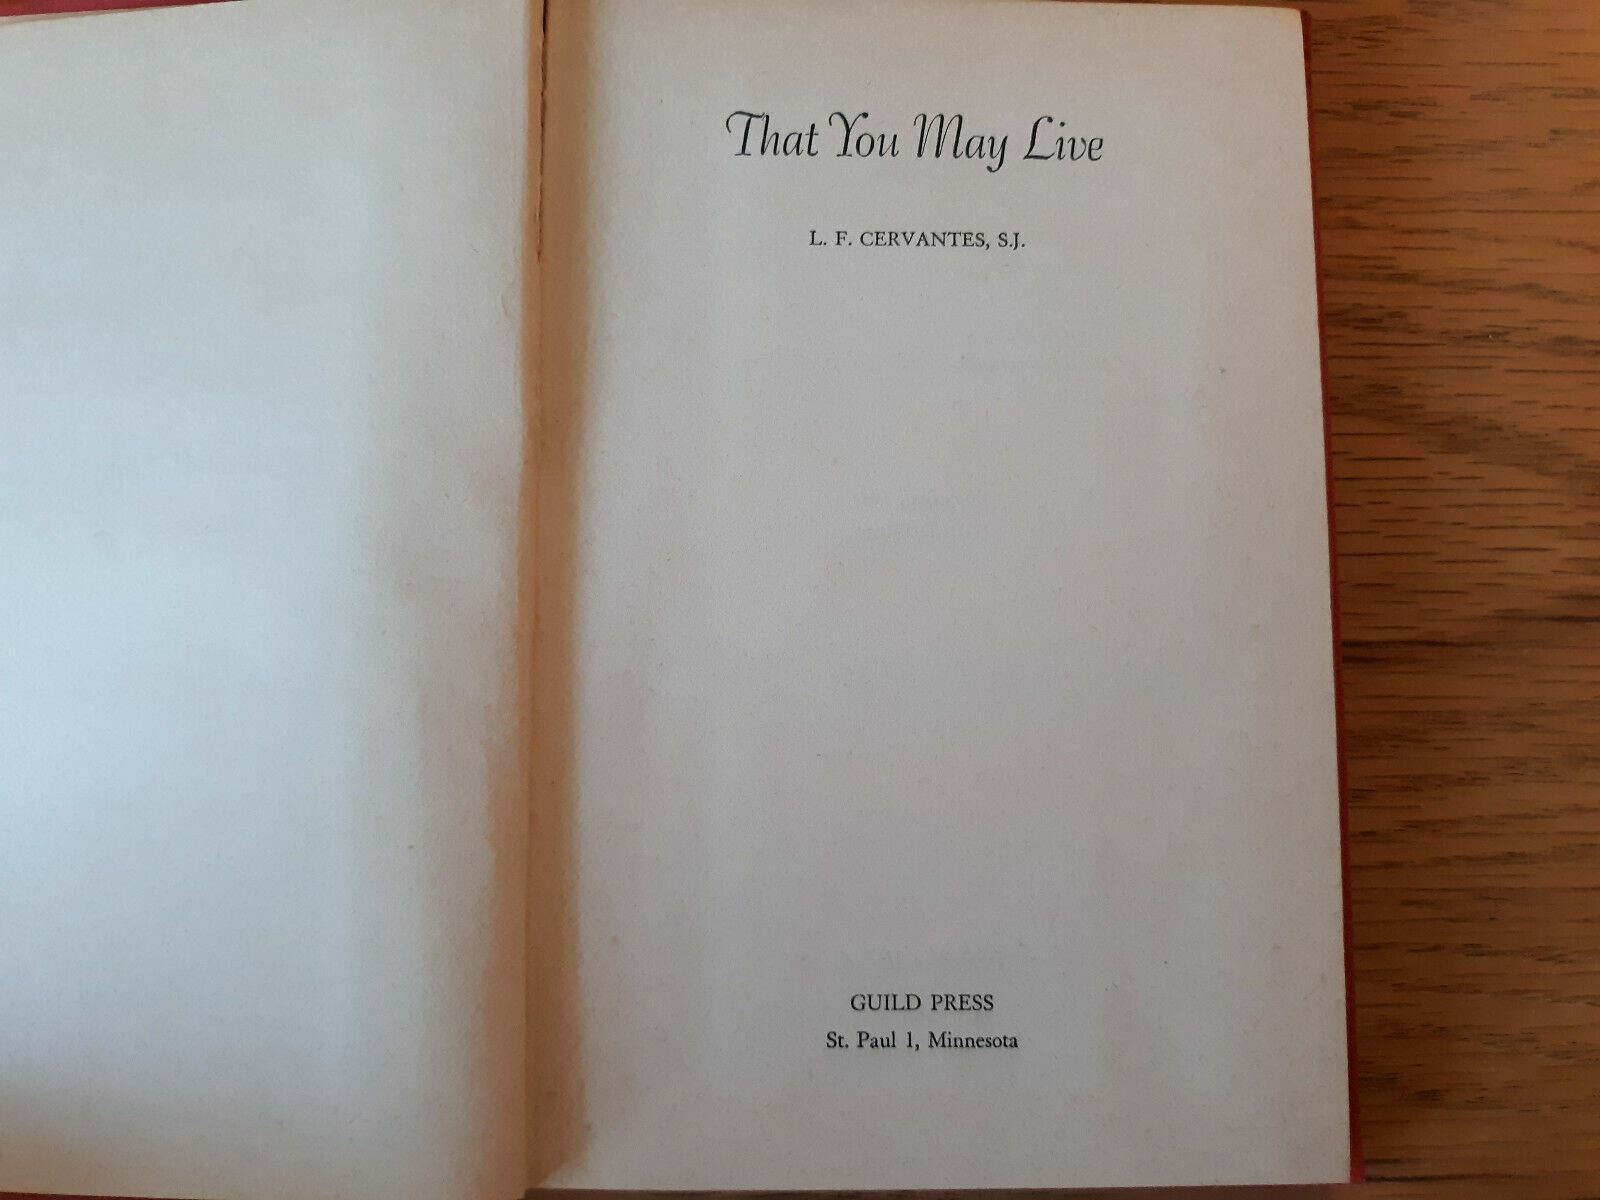 That You May Live
L. F. CERVANTES, S.J.
GUILD PRESS
St. Paul 1, Minnesota